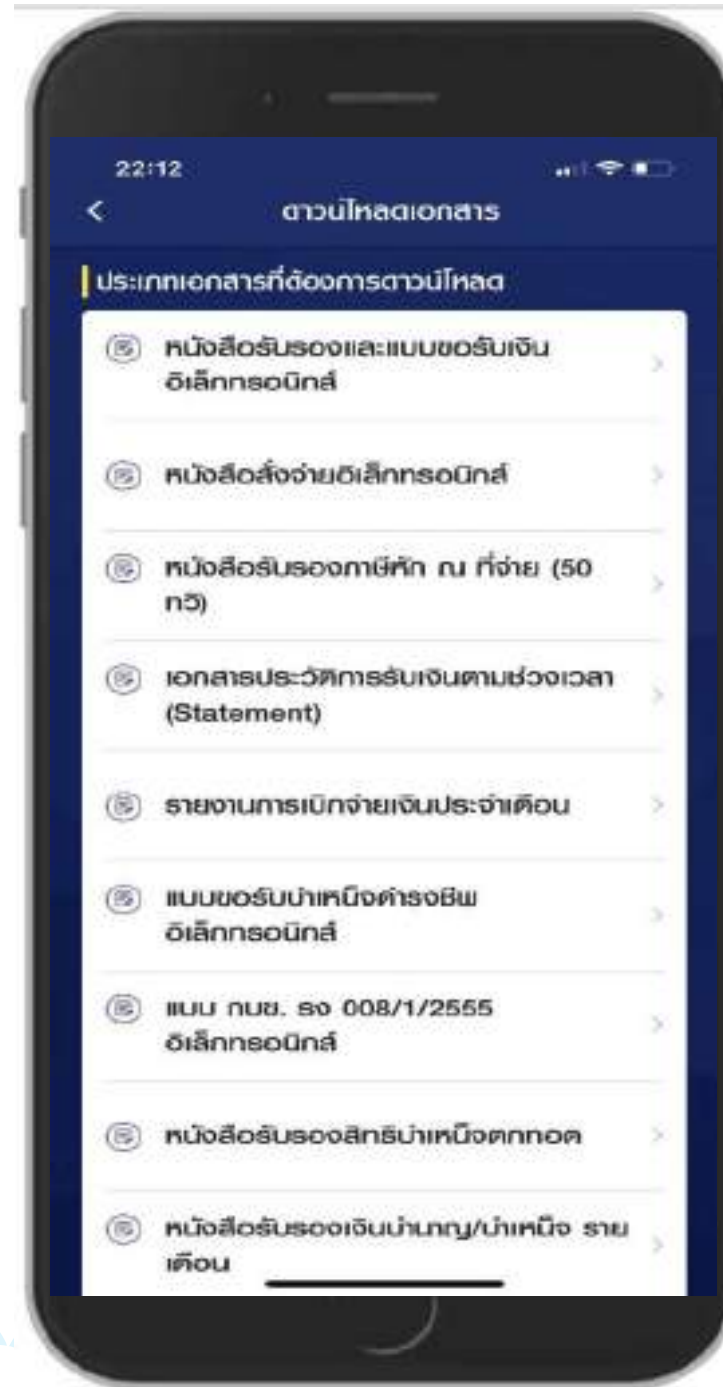 22:12
ดาวน์โหลดเอกสาร
ประเภทเอกสารที่ต้องการดาวน์โหลด
หนังสือรับรองและแบบขอรับเงิน
อิเล็กทรอนิกส์
หนังสือสั่งจ่ายอิเล็กทรอนิกส์
หนังสือรับรองภาษีหัก ณ ที่จ่าย (50
ทวิ)
เอกสารประวัติการรับเงินตามช่วงเวลา
(Statement)
รายงานการเบิกจ่ายเงินประจำเดือน
แบบขอรับบำเหน็จดำรงชีพ
อิเล็กทรอนิกส์
แบบ กบข. รง 008/1/2555
อิเล็กทรอนิกส์
หนังสือรับรองสิทธิบำเหน็จตกทอด
หนังสือรับรองเงินบำนาญ/บำเหน็จ ราย
เดือน